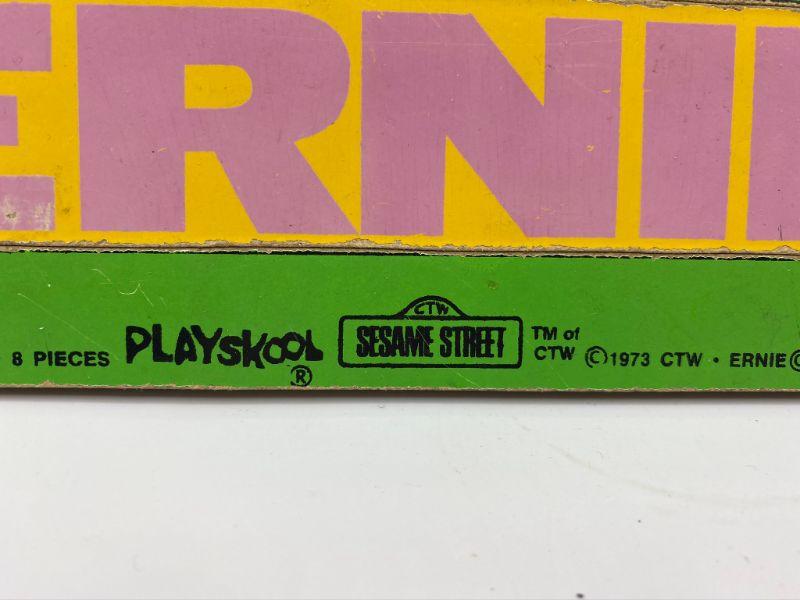 ERNI
8 PIECES PLAYSKOOL ® CTW SESAME STREET TM of CTW ©1973 CTW • ERNIE ©